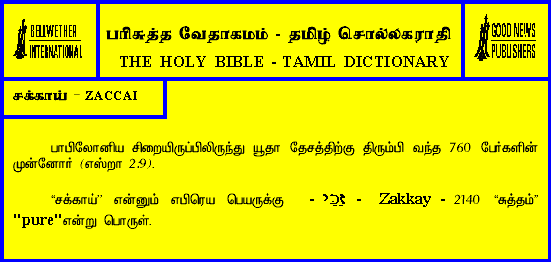 BELLWETHER
INTERNATIONAL
பரிசுத்த வேதாகமம் - தமிழ் சொல்லகராதி
THE HOLY BIBLE - TAMIL DICTIONARY
GOOD NEWS
PUBLISHERS
சக்காய் - ZACCAI
பாபிலோனிய சிறையிருப்பிலிருந்து யூதா தேசத்திற்கு திரும்பி வந்த 760 பேர்களின்
முன்னோர் (எஸ்றா 2:9).
“சக்காய்” என்னும் எபிரெய பெயருக்கு - - Zakkay - 2140 “சுத்தம்”
"pure"என்று பொருள்.